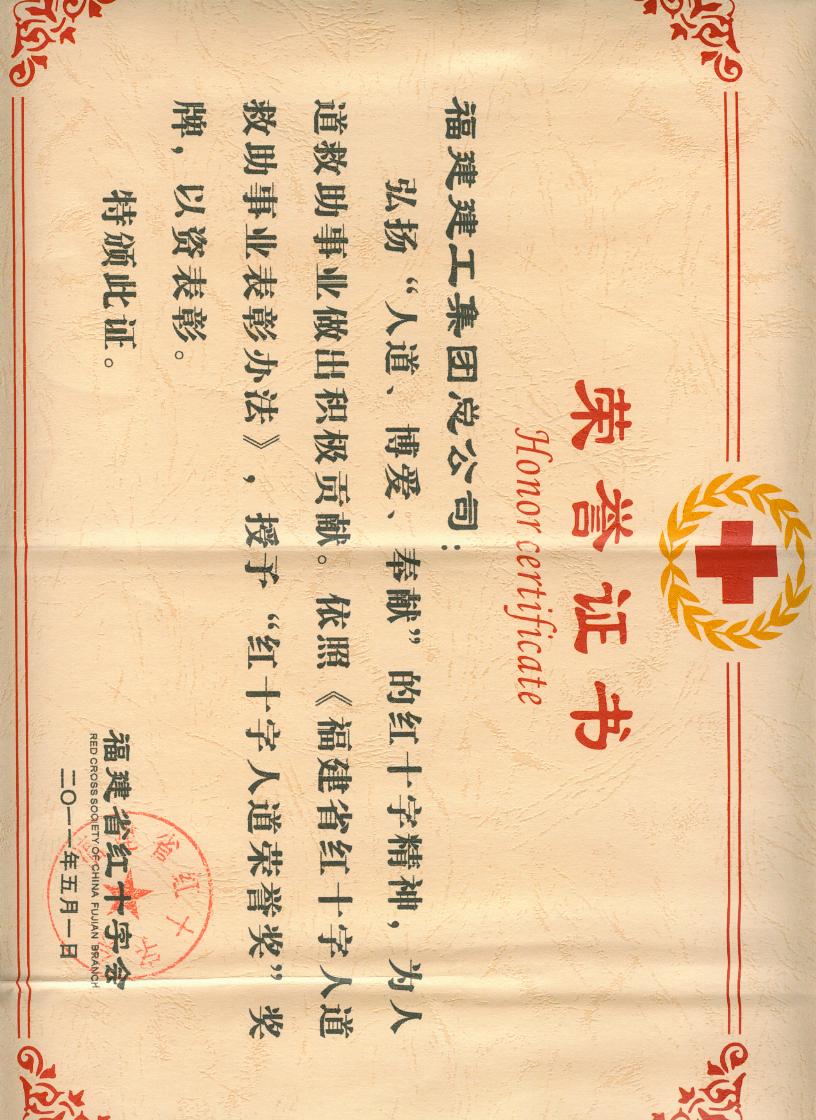 荣誉证书
Honor certificate
福建建工集团总公司：
弘扬“人道、博爱、奉献”的红十字精神，为人
道救助事业做出积极贡献。依照《福建省红十字人道
救助事业表彰办法》，授予“红十字人道荣誉奖”奖
牌，以资表彰。
特颁此证。
福建省红十字会
RED CROSS SOCIETY OF CHINA FUJIAN BRANCH
二〇一一年五月一日